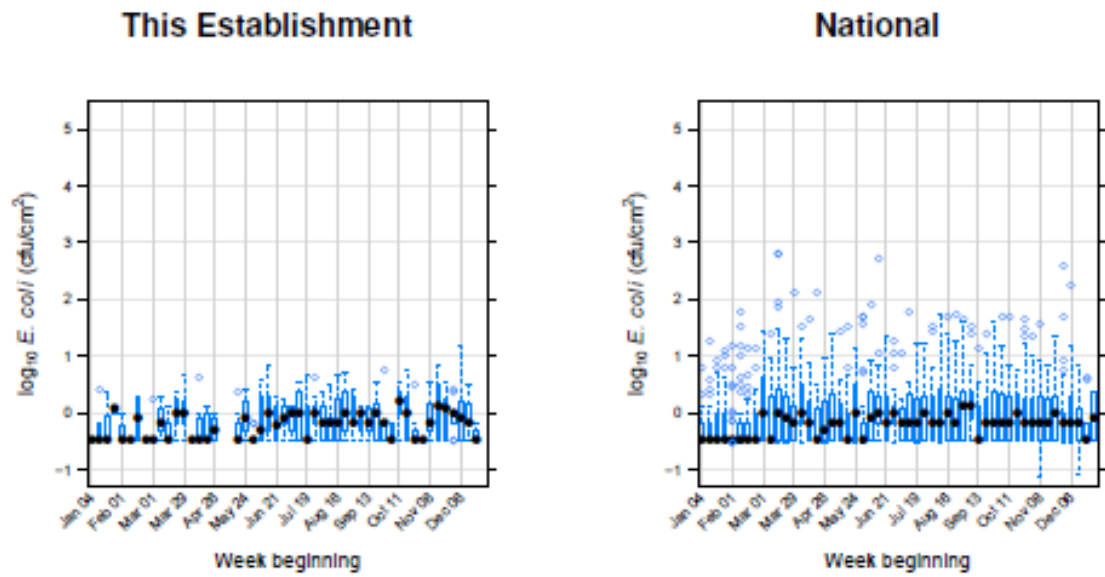 This Establishment
National
log₁₀ E. coli (cfu/cm²)
5
4
3
2
1
0
−1
Jan 04
Feb 01
Mar 01
Mar 29
Apr 26
May 24
Jun 21
Jul 19
Aug 16
Sep 13
Oct 11
Nov 08
Dec 06
Week beginning
log₁₀ E. coli (cfu/cm²)
5
4
3
2
1
0
−1
Jan 04
Feb 01
Mar 01
Mar 29
Apr 26
May 24
Jun 21
Jul 19
Aug 16
Sep 13
Oct 11
Nov 08
Dec 06
Week beginning